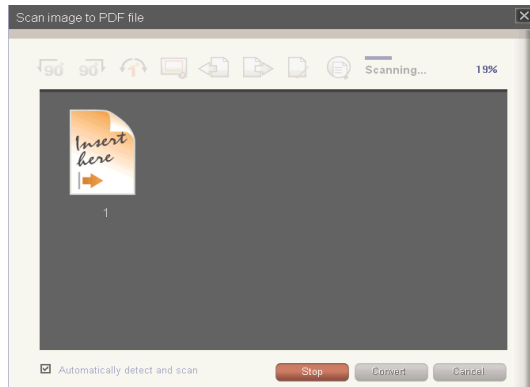 Scan image to PDF file
90 90 Scanning... 19%
Insert
here
1
Automatically detect and scan
Stop Convert Cancel